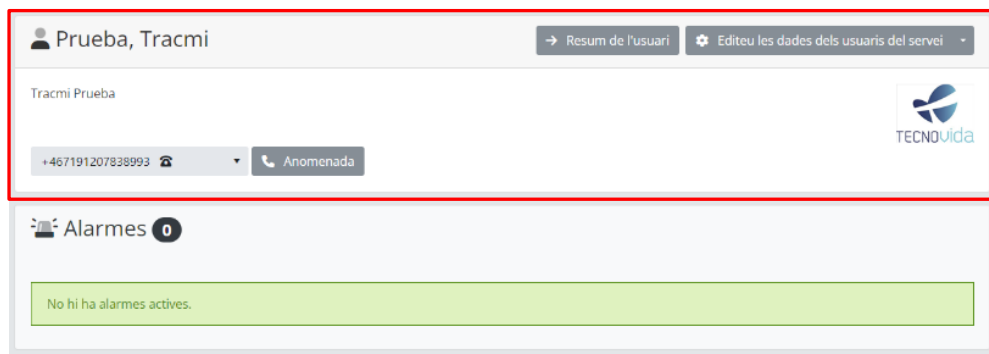 Prueba, Tracmi
Resum de l'usuari
Editeu les dades dels usuaris del servei
Tracmi Prueba
TECNOVIda
+467191207838993
Anomenada
Alarmes 0
No hi ha alarmes actives.